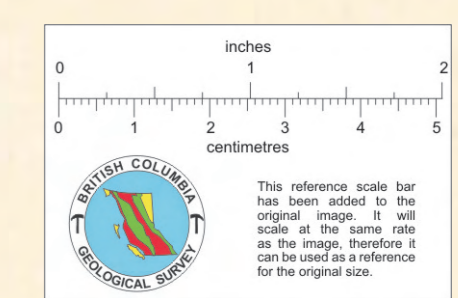 inches
0 1 2
0 1 2 3 4 5
centimetres
BRITISH COLUMBIA
GEOLOGICAL SURVEY
This reference scale bar
has been added to the
original image. It will
scale at the same rate
as the image, therefore it
can be used as a reference
for the original size.